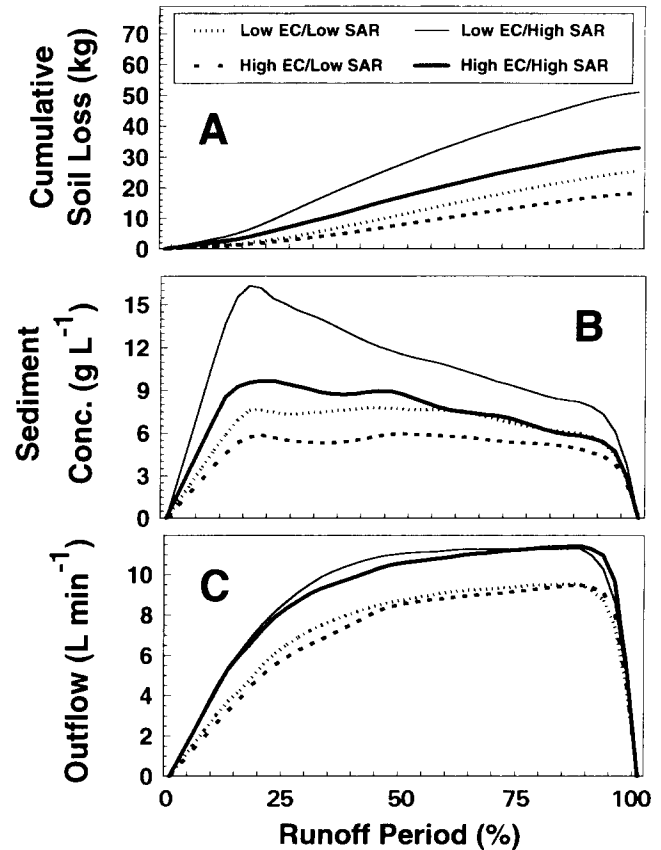 Low EC/Low SAR
Low EC/High SAR
High EC/Low SAR
High EC/High SAR
Cumulative
Soil Loss (kg)
70
60
50
40
30
20
10
0
A
Sediment
Conc. (g L⁻¹)
15
12
9
6
3
0
B
Outflow (L min⁻¹)
10
8
6
4
2
0
C
0 25 50 75 100
Runoff Period (%)